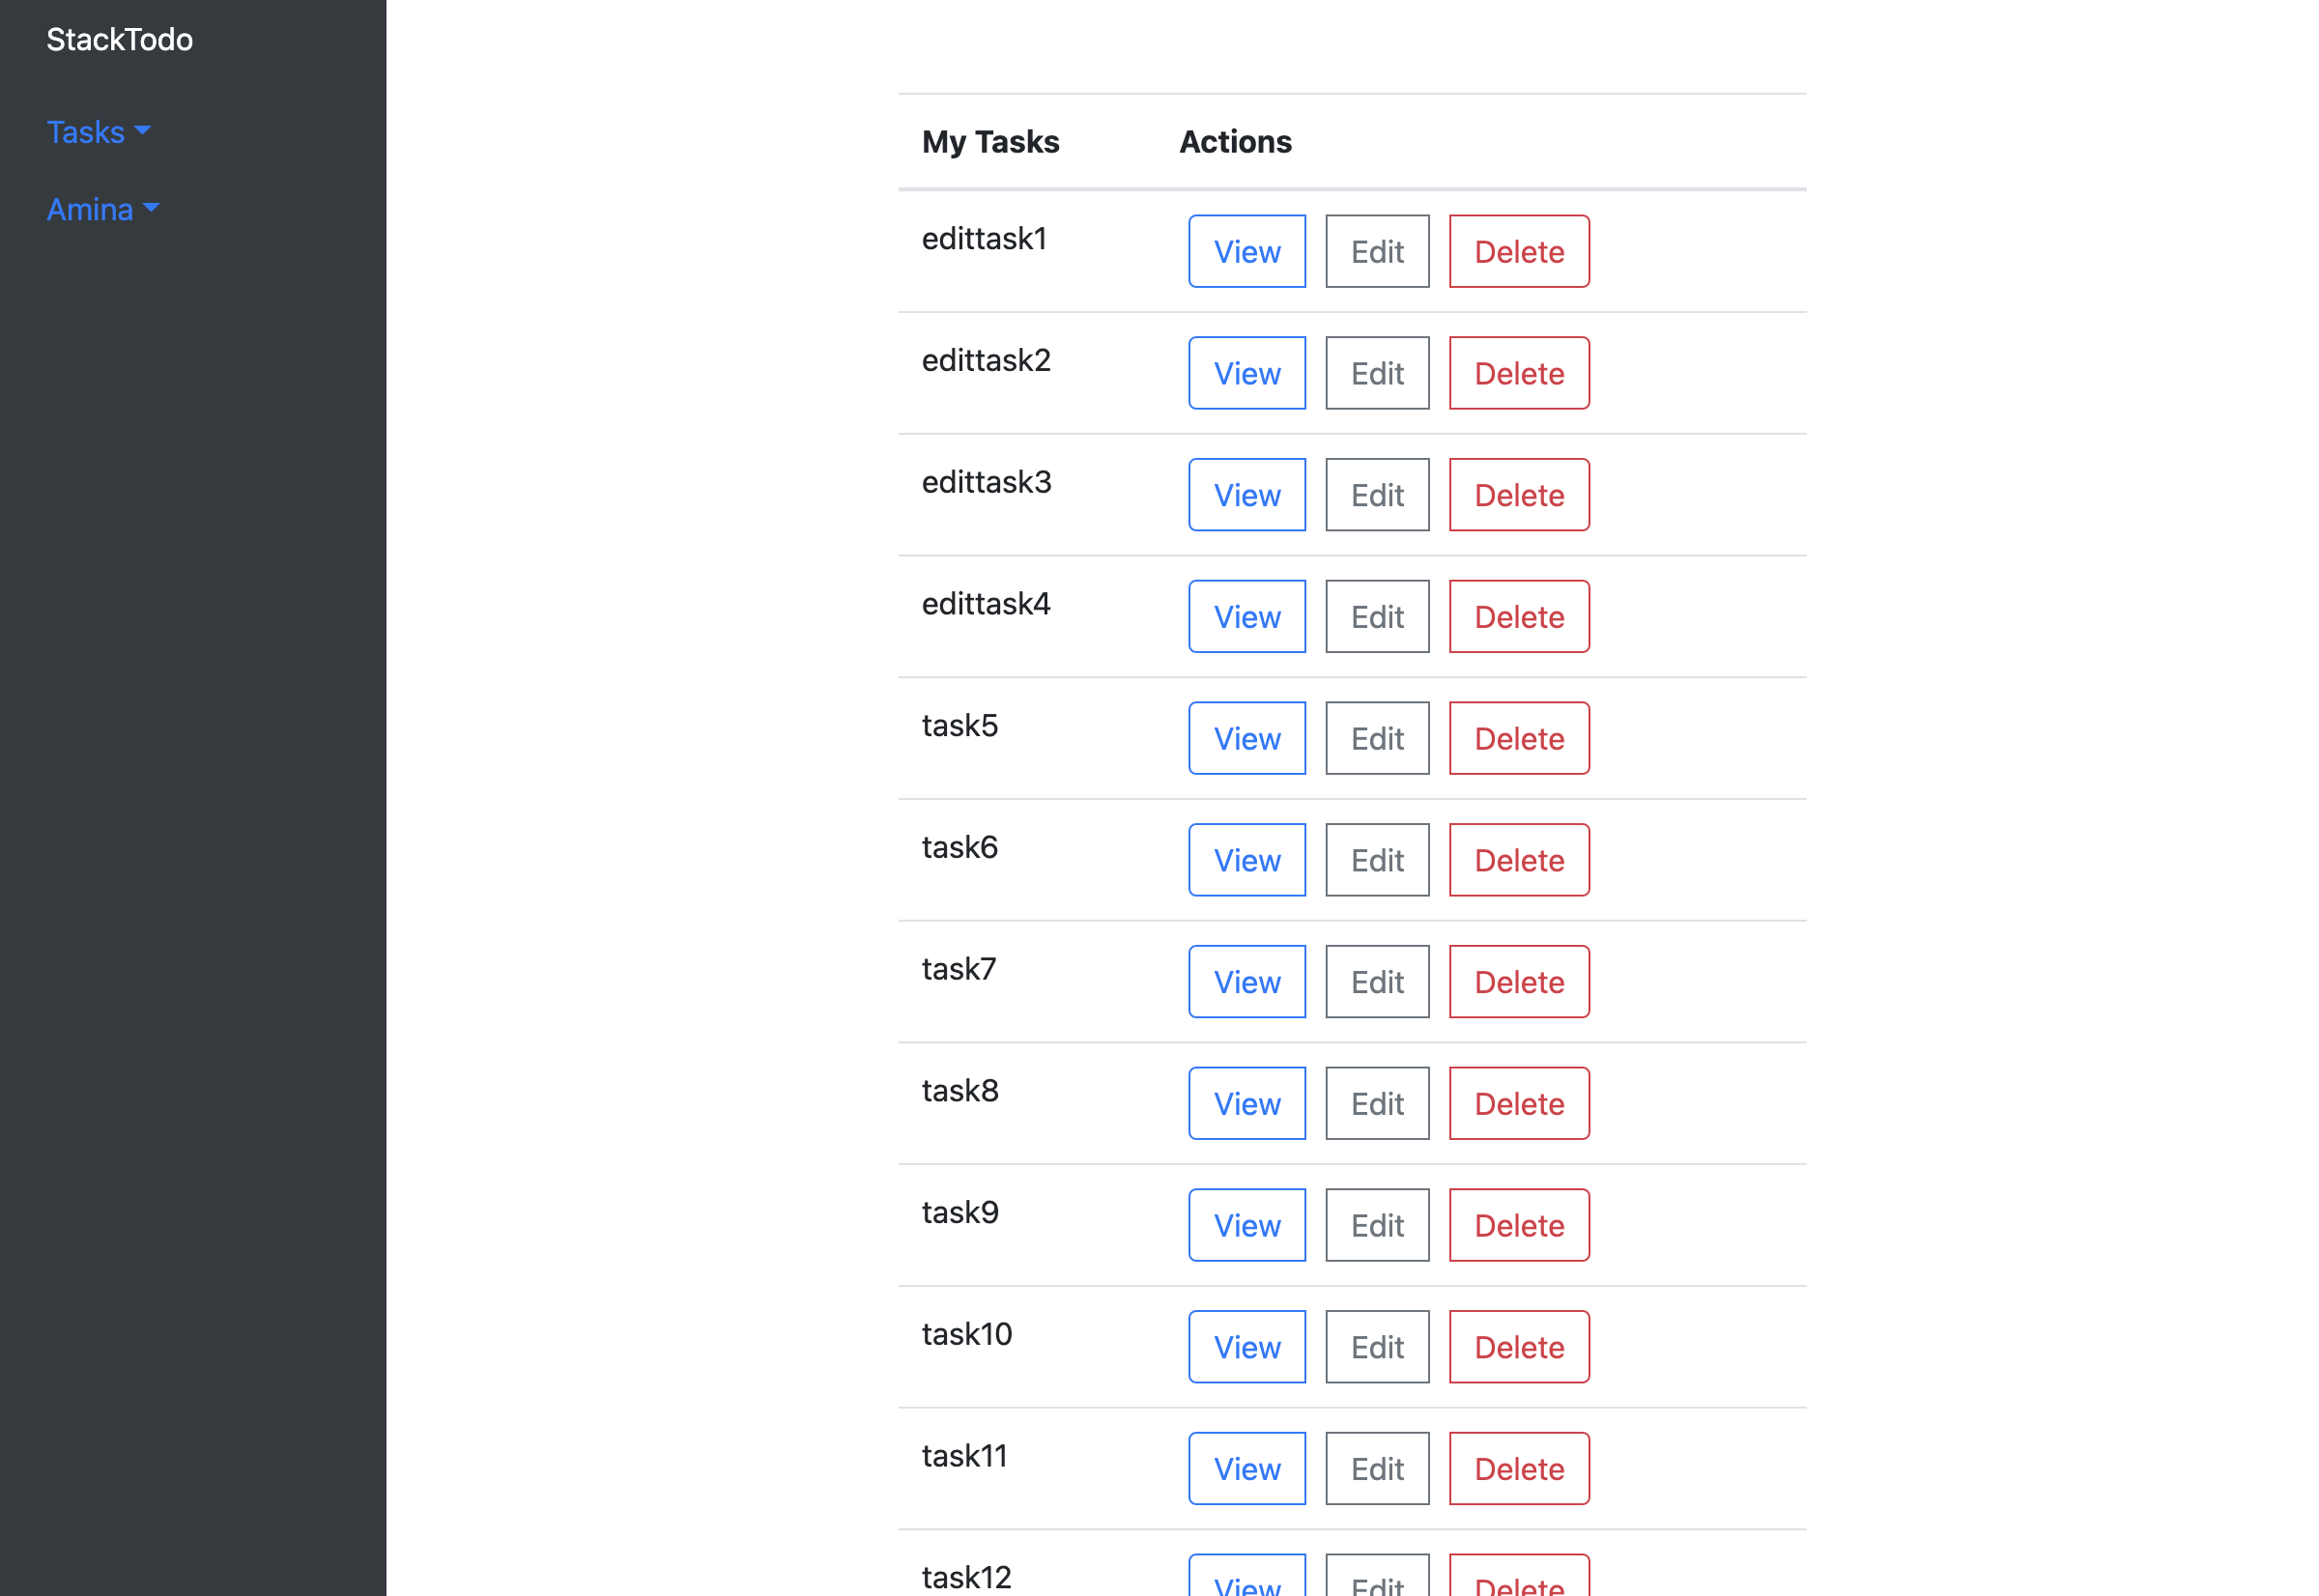 StackTodo
Tasks
Amina
My Tasks Actions
edittask1 View Edit Delete
edittask2 View Edit Delete
edittask3 View Edit Delete
edittask4 View Edit Delete
task5 View Edit Delete
task6 View Edit Delete
task7 View Edit Delete
task8 View Edit Delete
task9 View Edit Delete
task10 View Edit Delete
task11 View Edit Delete
task12 View Edit Delete